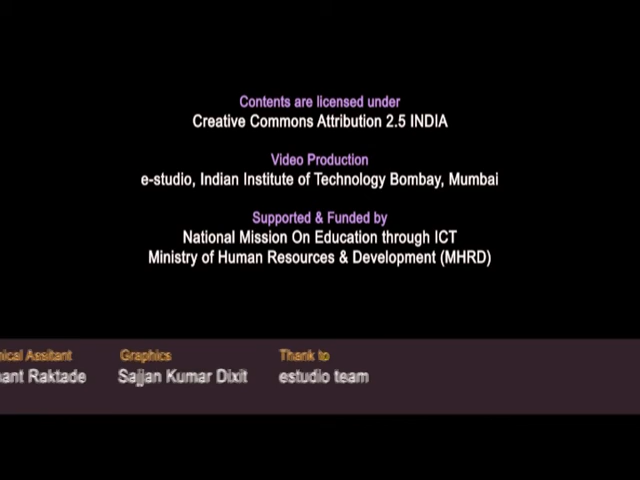 Contents are licensed under
Creative Commons Attribution 2.5 INDIA
Video Production
e-studio, Indian Institute of Technology Bombay, Mumbai
Supported & Funded by
National Mission On Education through ICT
Ministry of Human Resources & Development (MHRD)
Assitant Graphics Thank to
Raktade Sajjan Kumar Dixit estudio team